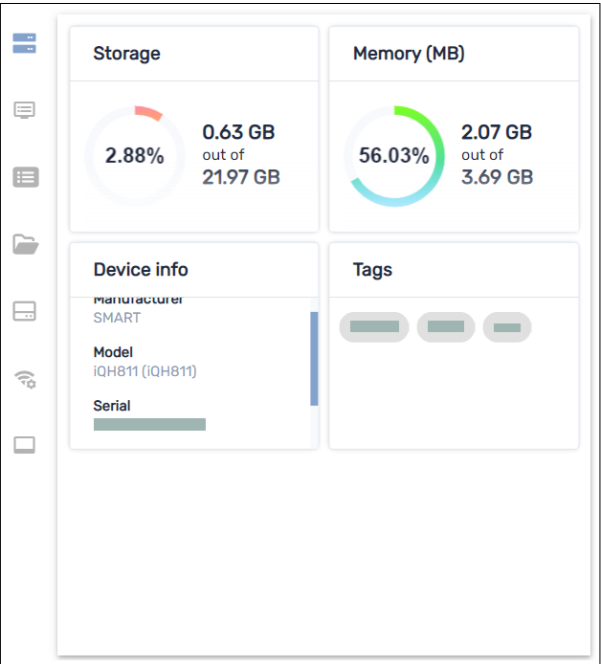 Storage
2.88%
0.63 GB
out of
21.97 GB
Memory (MB)
56.03%
2.07 GB
out of
3.69 GB
Device info
Manufacturer
SMART
Model
iQH811 (iQH811)
Serial
Tags